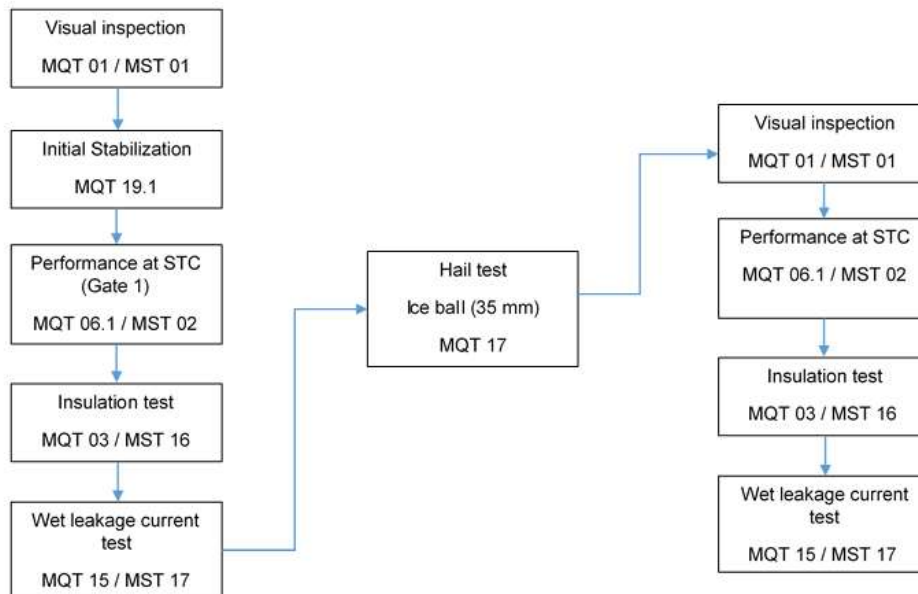 Visual inspection
MQT 01 / MST 01
Initial Stabilization
MQT 19.1
Performance at STC
(Gate 1)
MQT 06.1 / MST 02
Insulation test
MQT 03 / MST 16
Wet leakage current
test
MQT 15 / MST 17
Hail test
Ice ball (35 mm)
MQT 17
Visual inspection
MQT 01 / MST 01
Performance at STC
MQT 06.1 / MST 02
Insulation test
MQT 03 / MST 16
Wet leakage current
test
MQT 15 / MST 17